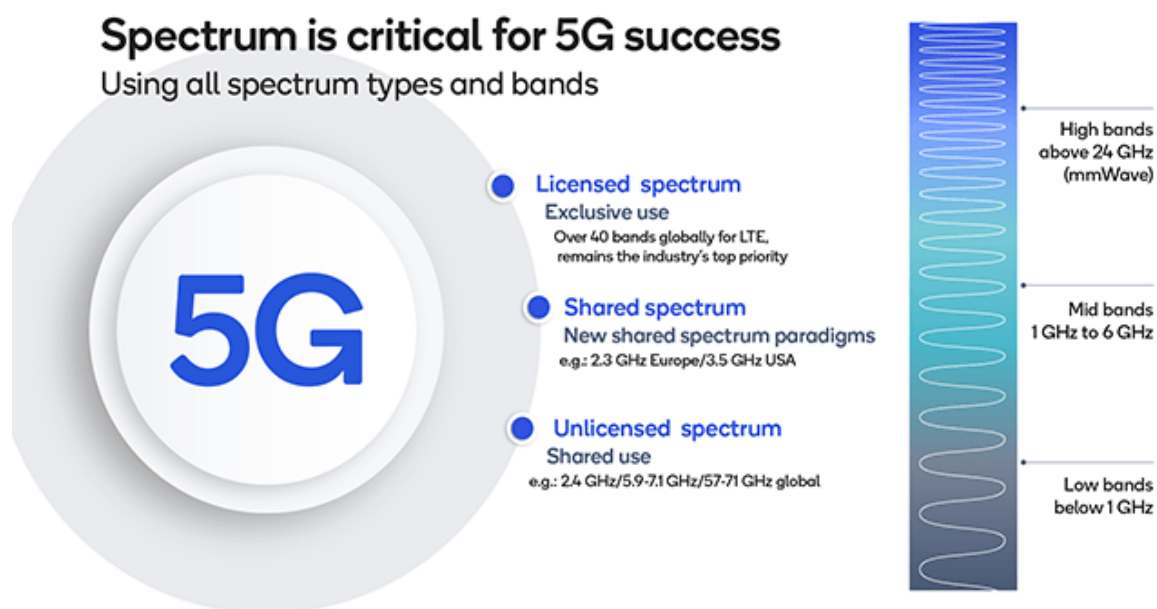 Spectrum is critical for 5G success
Using all spectrum types and bands
5G
Licensed spectrum
Exclusive use
Over 40 bands globally for LTE,
remains the industry's top priority
Shared spectrum
New shared spectrum paradigms
e.g.: 2.3 GHz Europe/3.5 GHz USA
Unlicensed spectrum
Shared use
e.g.: 2.4 GHz/5.9-7.1 GHz/57-71 GHz global
High bands
above 24 GHz
(mmWave)
Mid bands
1 GHz to 6 GHz
Low bands
below 1 GHz